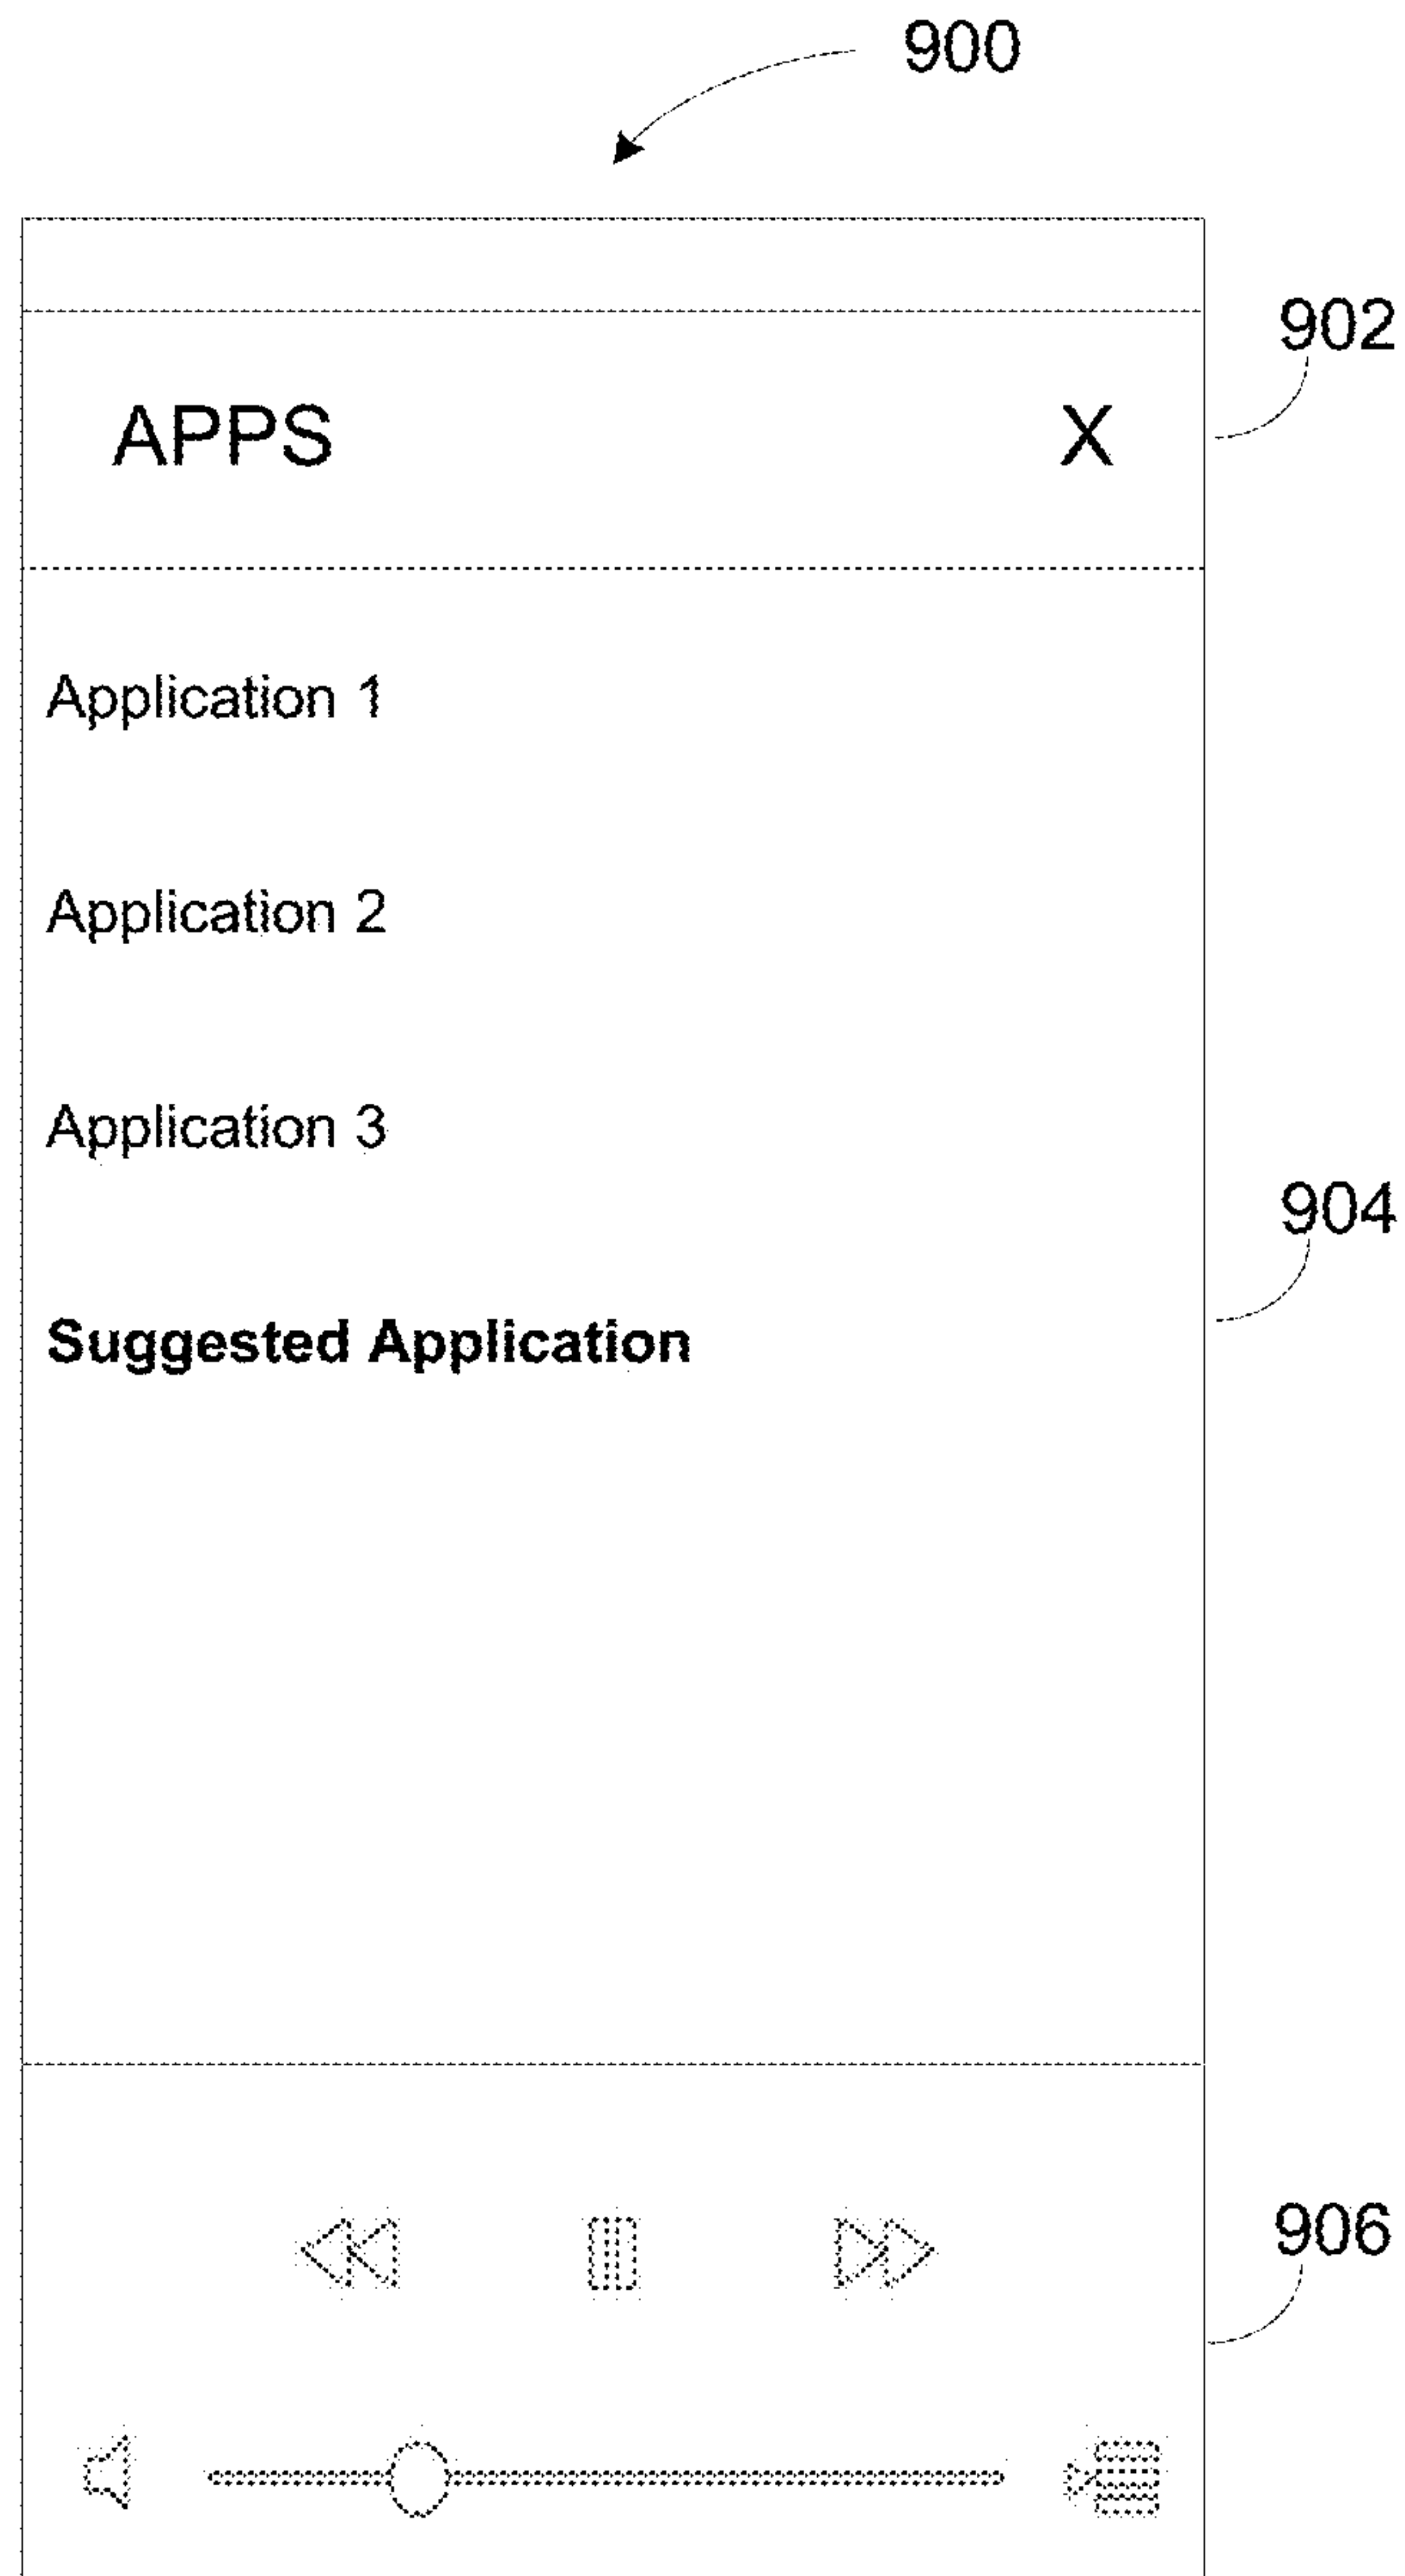 900
902
APPS X
Application 1
Application 2
Application 3
904
Suggested Application
906